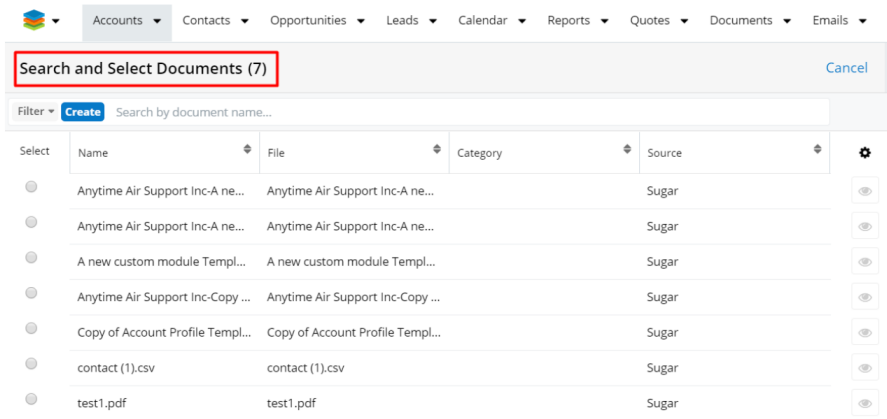 Accounts Contacts Opportunities Leads Calendar Reports Quotes Documents Emails
Search and Select Documents (7) Cancel
Filter Create Search by document name...
Select Name File Category Source
Anytime Air Support Inc-A ne... Anytime Air Support Inc-A ne... Sugar
Anytime Air Support Inc-A ne... Anytime Air Support Inc-A ne... Sugar
A new custom module Templ... A new custom module Templ... Sugar
Anytime Air Support Inc-Copy ... Anytime Air Support Inc-Copy ... Sugar
Copy of Account Profile Templ... Copy of Account Profile Templ... Sugar
contact (1).csv contact (1).csv Sugar
test1.pdf test1.pdf Sugar